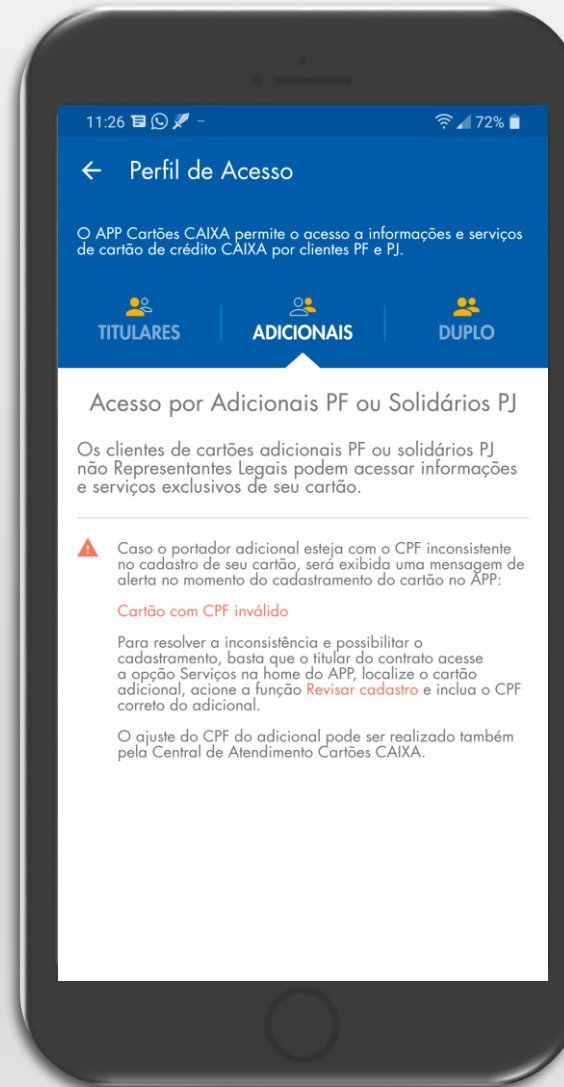 11:26
72%
Perfil de Acesso
O APP Cartões CAIXA permite o acesso a informações e serviços
de cartão de crédito CAIXA por clientes PF e PJ.
TITULARES
ADICIONAIS
DUPLO
Acesso por Adicionais PF ou Solidários PJ
Os clientes de cartões adicionais PF ou solidários PJ
não Representantes Legais podem acessar informações
e serviços exclusivos de seu cartão.
Caso o portador adicional esteja com o CPF inconsistente
no cadastro de seu cartão, será exibida uma mensagem de
alerta no momento do cadastramento do cartão no APP:
Cartão com CPF inválido
Para resolver a inconsistência e possibilitar o
cadastramento, basta que o titular do contrato acesse
a opção Serviços na home do APP, localize o cartão
adicional, acione a função Revisar cadastro e inclua o CPF
correto do adicional.
O ajuste do CPF do adicional pode ser realizado também
pela Central de Atendimento Cartões CAIXA.